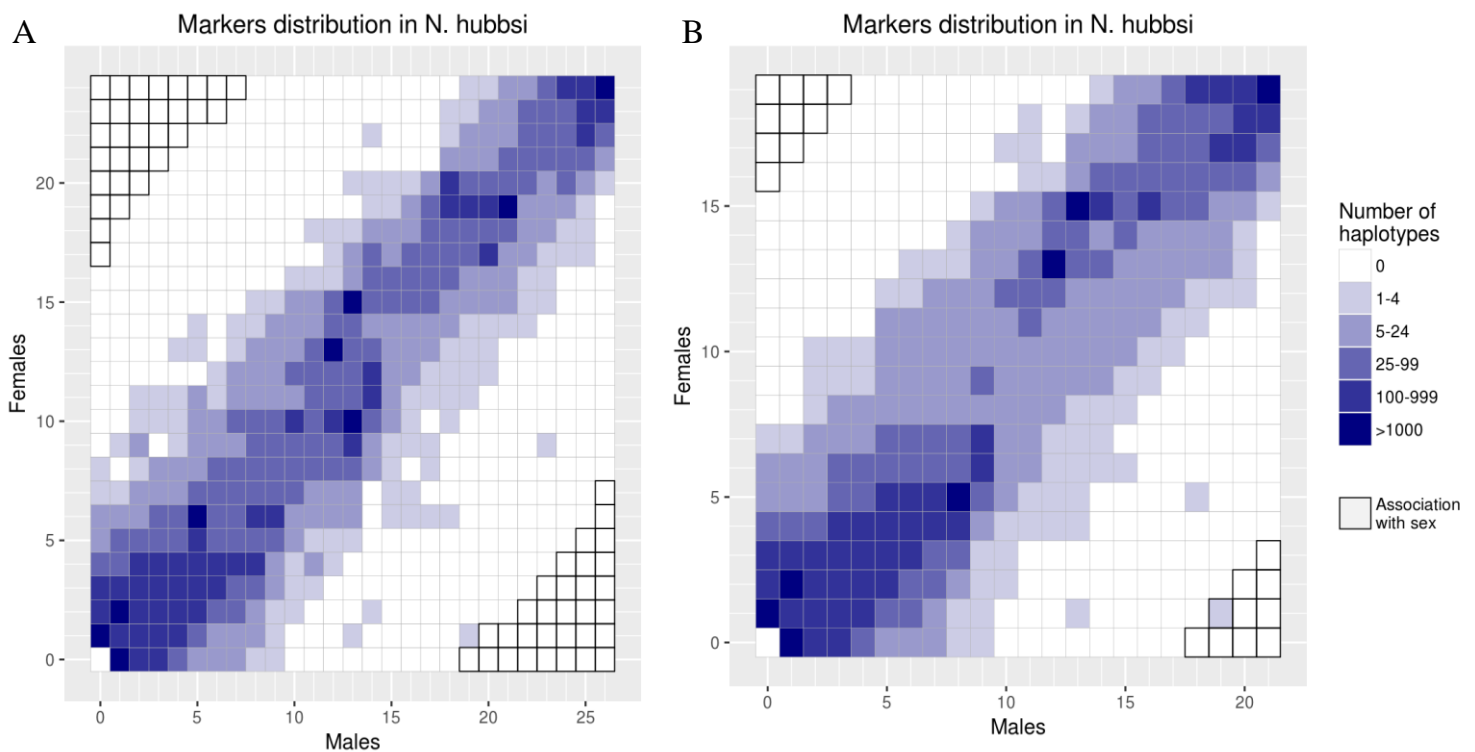 A
Markers distribution in N. hubbsi
Females
20
15
10
5
0
0
5
10
15
20
25
Males
B
Markers distribution in N. hubbsi
Females
15
10
5
0
0
5
10
15
20
Males
Number of
haplotypes
0
1-4
5-24
25-99
100-999
>1000
Association
with sex